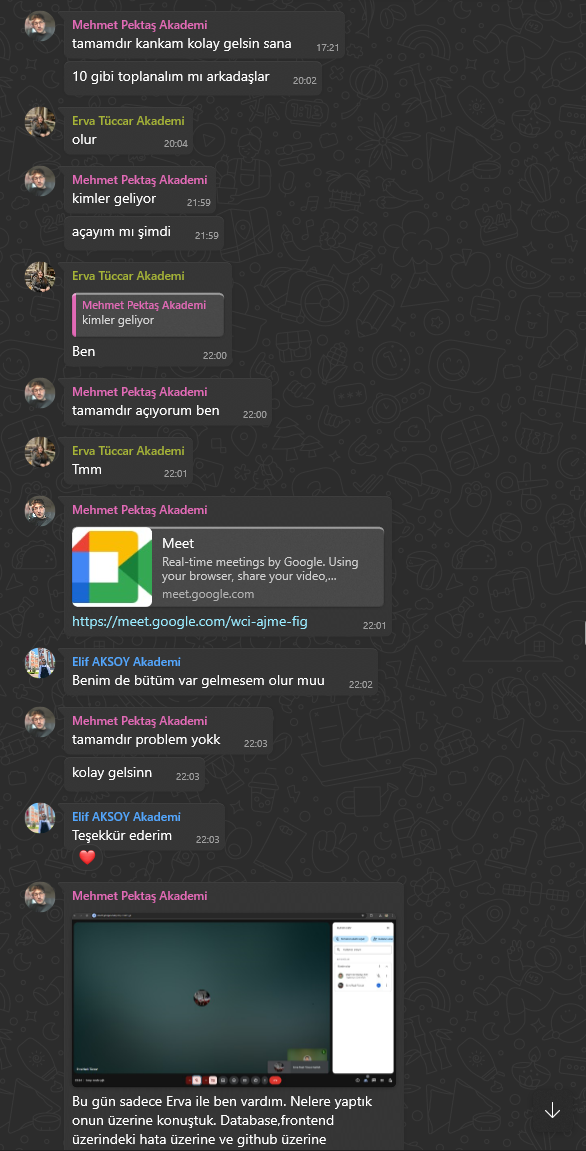 Mehmet Pektaş Akademi
tamamdır kankam kolay gelsin sana
17:21
10 gibi toplanalım mı arkadaşlar
20:02
Erva Tüccar Akademi
olur
20:04
Mehmet Pektaş Akademi
kimler geliyor
21:59
açayım mı şimdi
21:59
Erva Tüccar Akademi
Mehmet Pektaş Akademi
kimler geliyor
Ben
22:00
Mehmet Pektaş Akademi
tamamdır açıyorum ben
22:00
Erva Tüccar Akademi
Tmm
22:01
Mehmet Pektaş Akademi
Meet
Real-time meetings by Google. Using
your browser, share your video,...
meet.google.com
https://meet.google.com/wci-ajme-fig
22:01
Elif AKSOY Akademi
Benim de bütüm var gelmesem olur muu
22:02
Mehmet Pektaş Akademi
tamamdır problem yokk
22:03
kolay gelsinn
22:03
Elif AKSOY Akademi
Teşekkür ederim
22:03
Mehmet Pektaş Akademi
Bu gün sadece Erva ile ben vardım. Nelere yaptık
onun üzerine konuştuk. Database,frontend
üzerindeki hata üzerine ve github üzerine